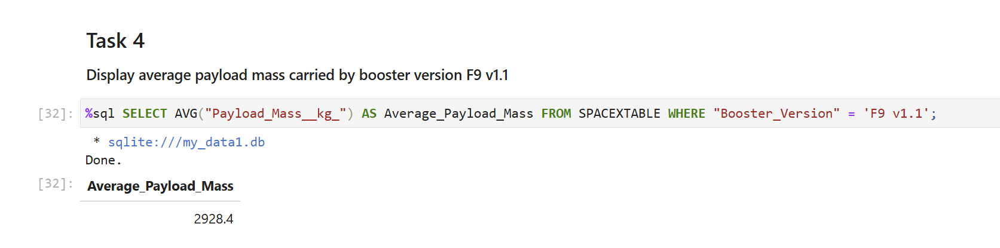 Task 4
Display average payload mass carried by booster version F9 v1.1
[32]: %sql SELECT AVG("Payload_Mass__kg_") AS Average_Payload_Mass FROM SPACEXTABLE WHERE "Booster_Version" = 'F9 v1.1';
* sqlite:///my_data1.db
Done.
[32]: Average_Payload_Mass
2928.4